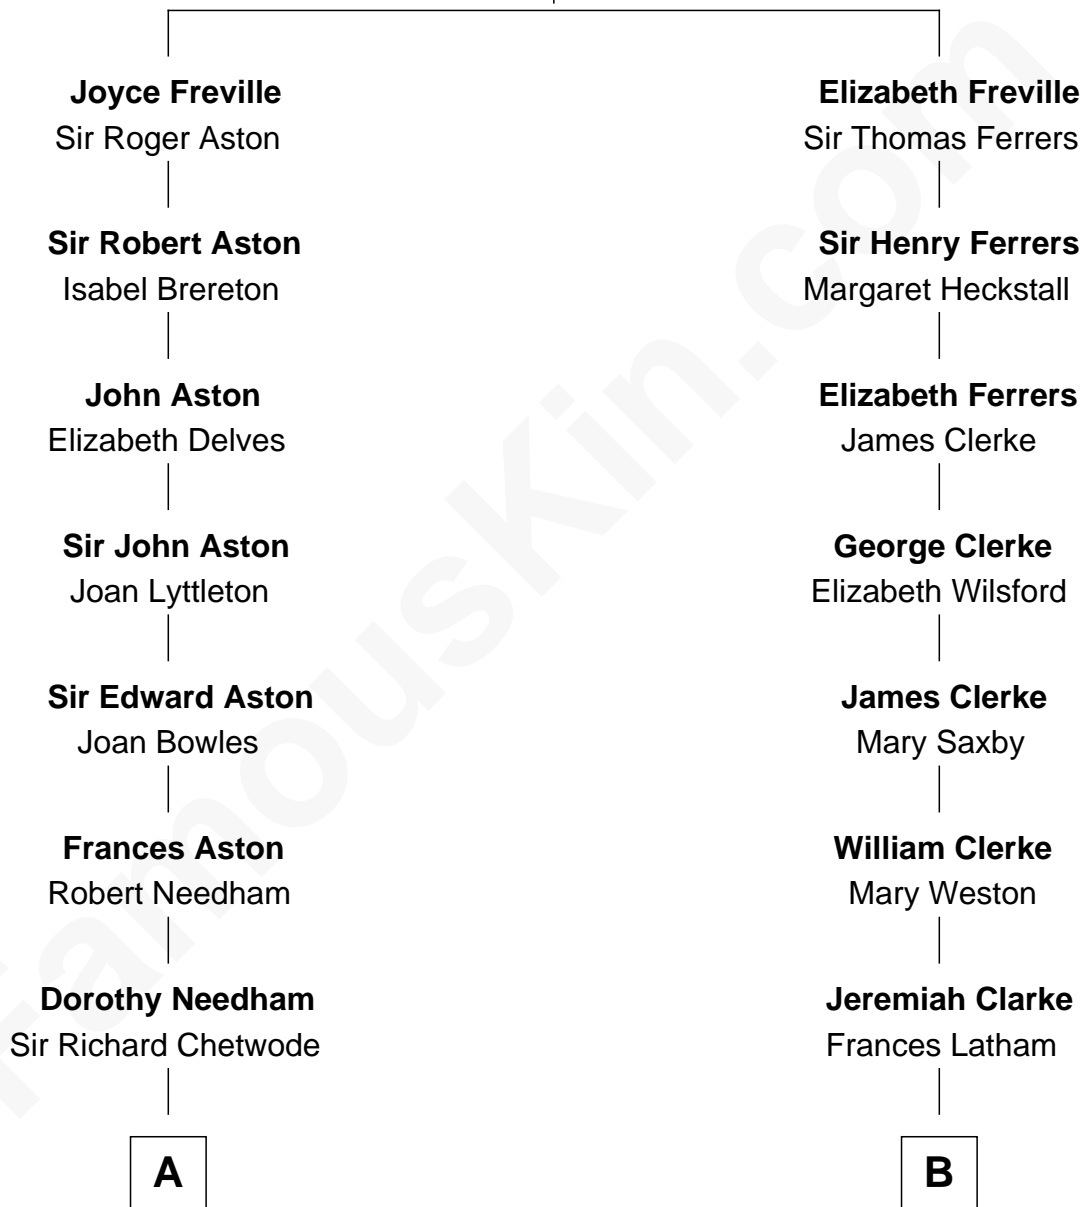 Joyce Freville
Sir Roger Aston
Sir Robert Aston
Isabel Brereton
John Aston
Elizabeth Delves
Sir John Aston
Joan Lyttleton
Sir Edward Aston
Joan Bowles
Frances Aston
Robert Needham
Dorothy Needham
Sir Richard Chetwode
A
Elizabeth Freville
Sir Thomas Ferrers
Sir Henry Ferrers
Margaret Heckstall
Elizabeth Ferrers
James Clerke
George Clerke
Elizabeth Wilsford
James Clerke
Mary Saxby
William Clerke
Mary Weston
Jeremiah Clarke
Frances Latham
B
FamousKin.com